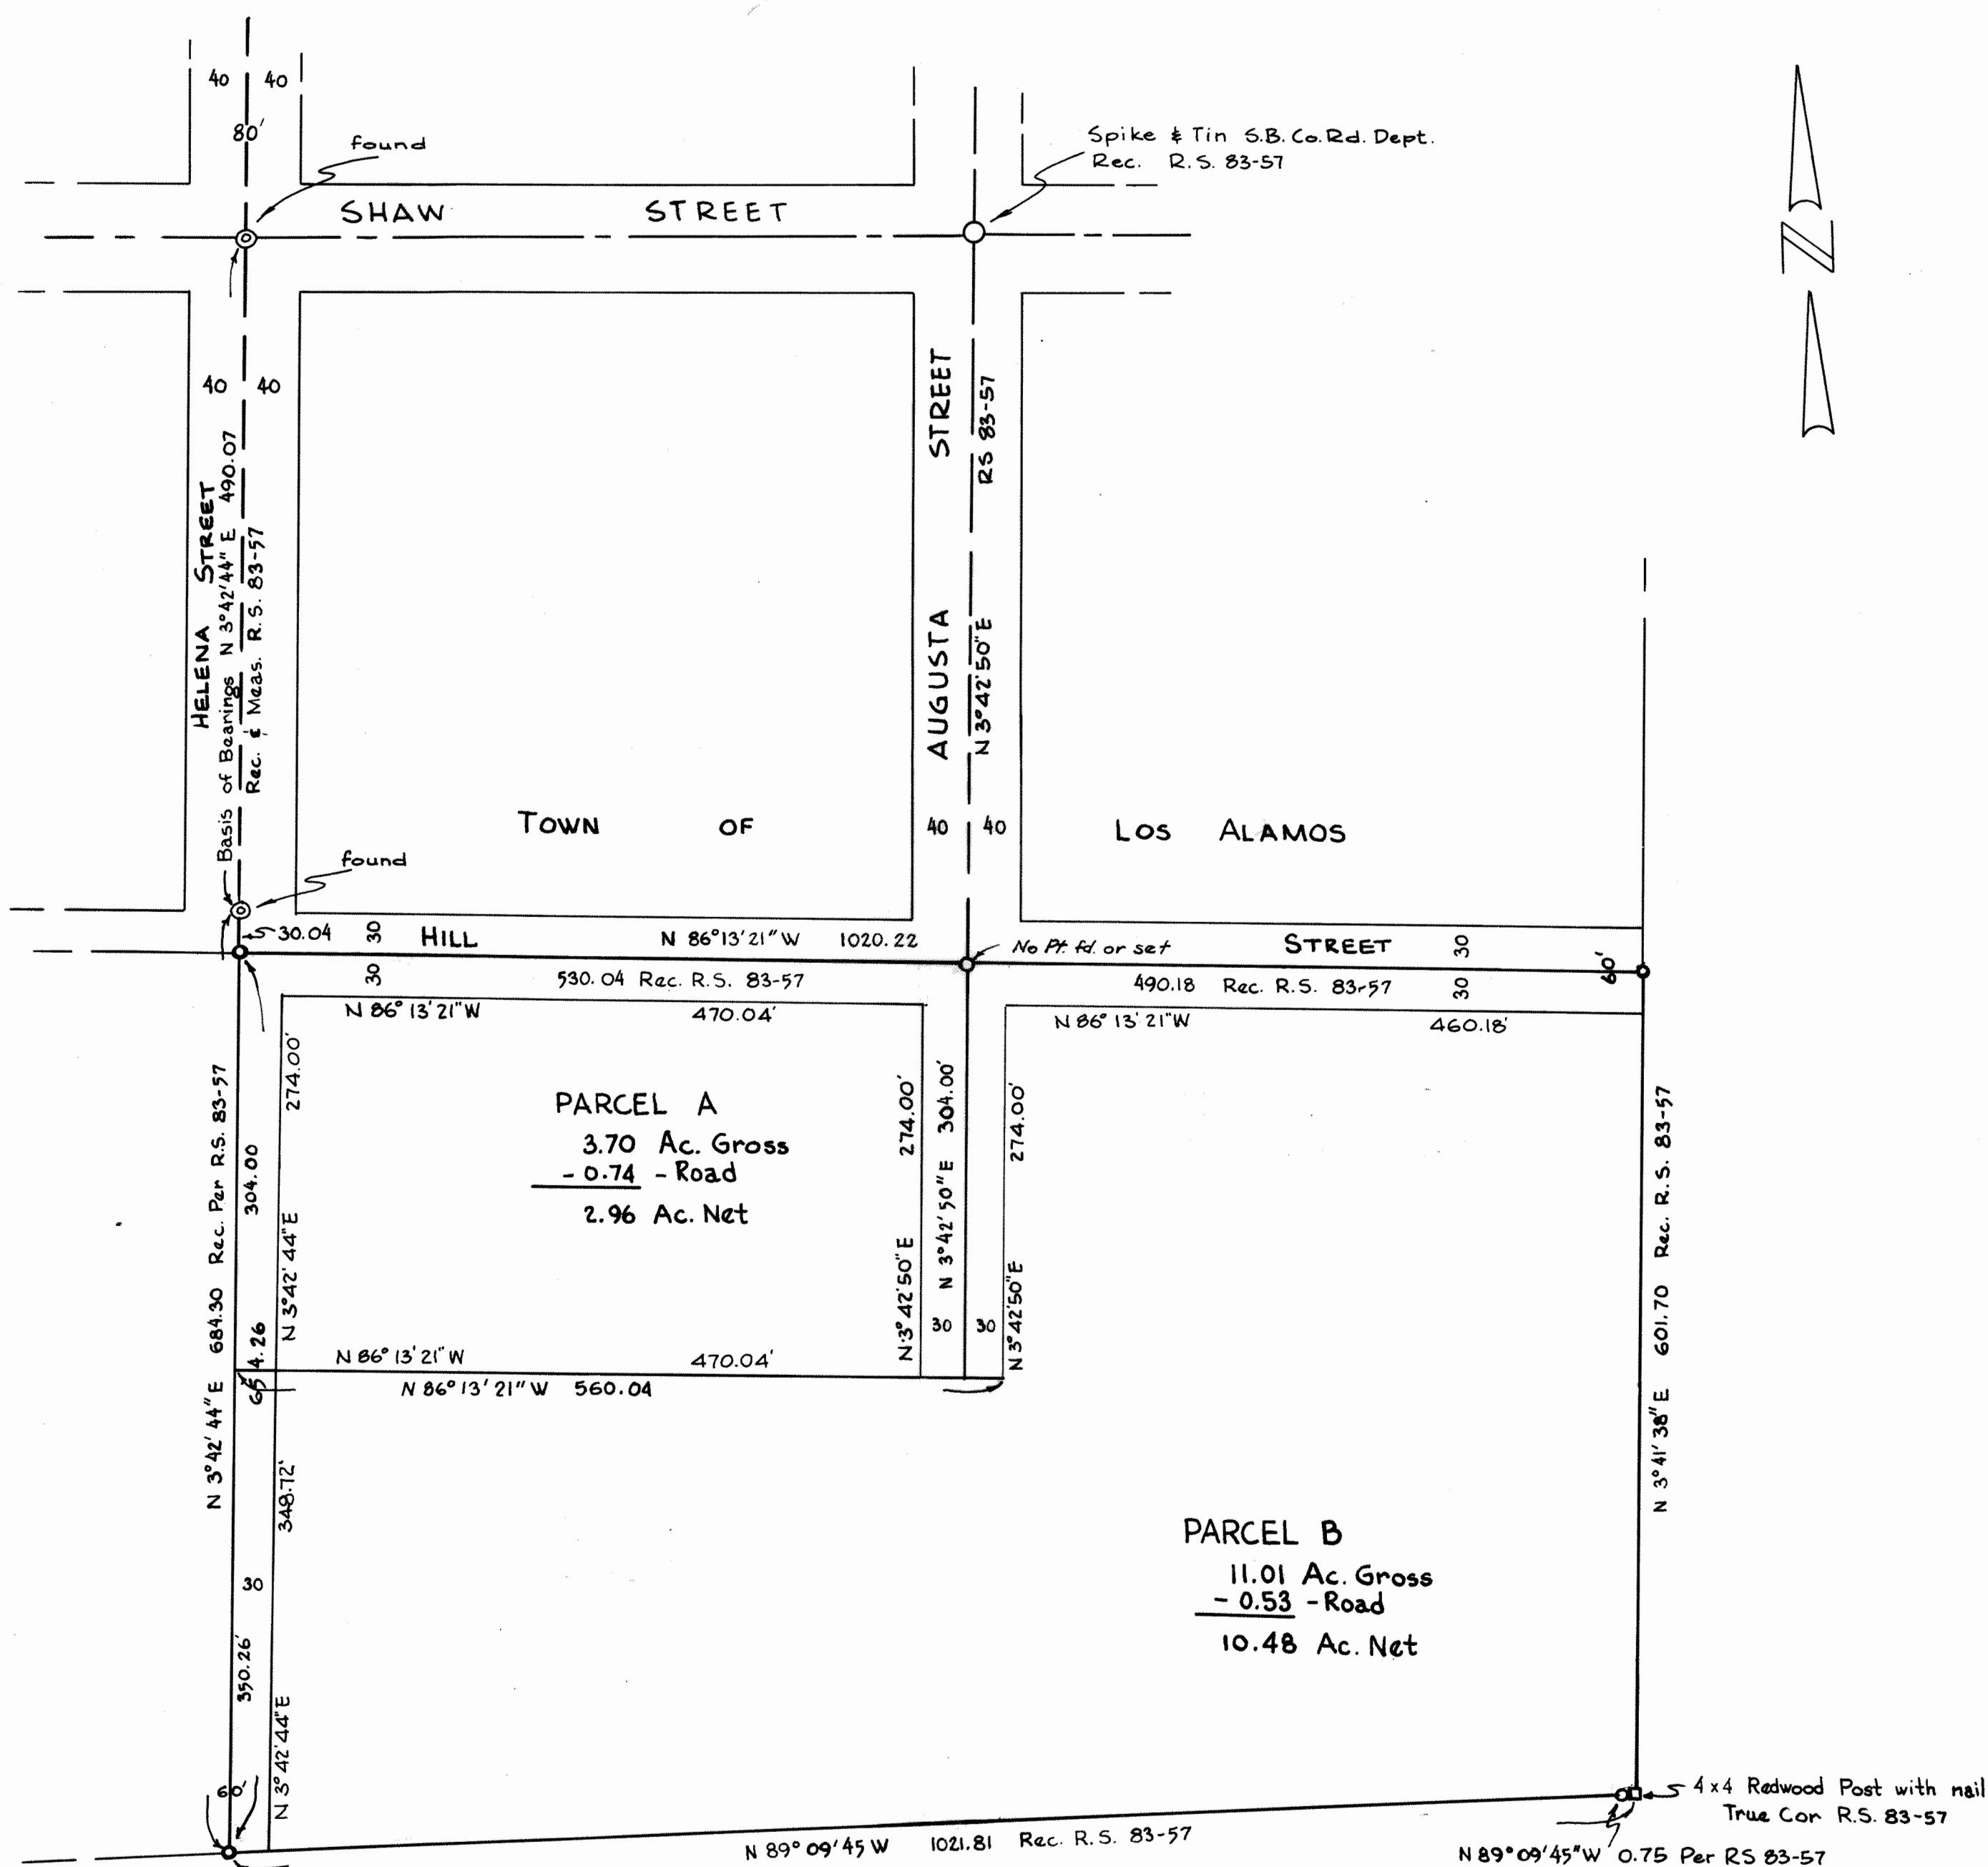 40
40
80'
found
Spike & Tin S.B. Co. Rd. Dept.
Rec. R.S. 83-57
SHAW STREET
N
40
40
HELENA STREET
Basis of Bearings N 3°42'44" E 490.07
Rec. & Meas. R.S. 83-57
AUGUSTA STREET
N 3°42'50"E RS 83-57
TOWN OF LOS ALAMOS
40
40
found
30.04
30
HILL N 86°13'21" W 1020.22
No Pt. fd. or set
STREET
30
60'
30
530.04 Rec. R.S. 83-57
490.18 Rec. R.S. 83-57
30
N 86°13'21"W 470.04'
N 86°13'21"W 460.18'
N 3°42'44"E 684.30 Rec. Per R.S. 83-57
304.00
274.00'
N 3°42'44"E
PARCEL A
3.70 Ac. Gross
- 0.74 - Road
2.96 Ac. Net
N 3°42'50"E 274.00'
N 3°42'50"E 304.00'
N 3°42'50"E 274.00'
30
30
N 3°41'38"E 601.70 Rec. R.S. 83-57
N 86°13'21"W 470.04'
N 86°13'21"W 560.04
654.26
348.72'
30
350.26'
N 3°42'44"E
60'
PARCEL B
11.01 Ac. Gross
- 0.53 - Road
10.48 Ac. Net
4x4 Redwood Post with nail
True Cor R.S. 83-57
N 89°09'45 W 1021.81 Rec. R.S. 83-57
N 89°09'45"W 0.75 Per RS 83-57